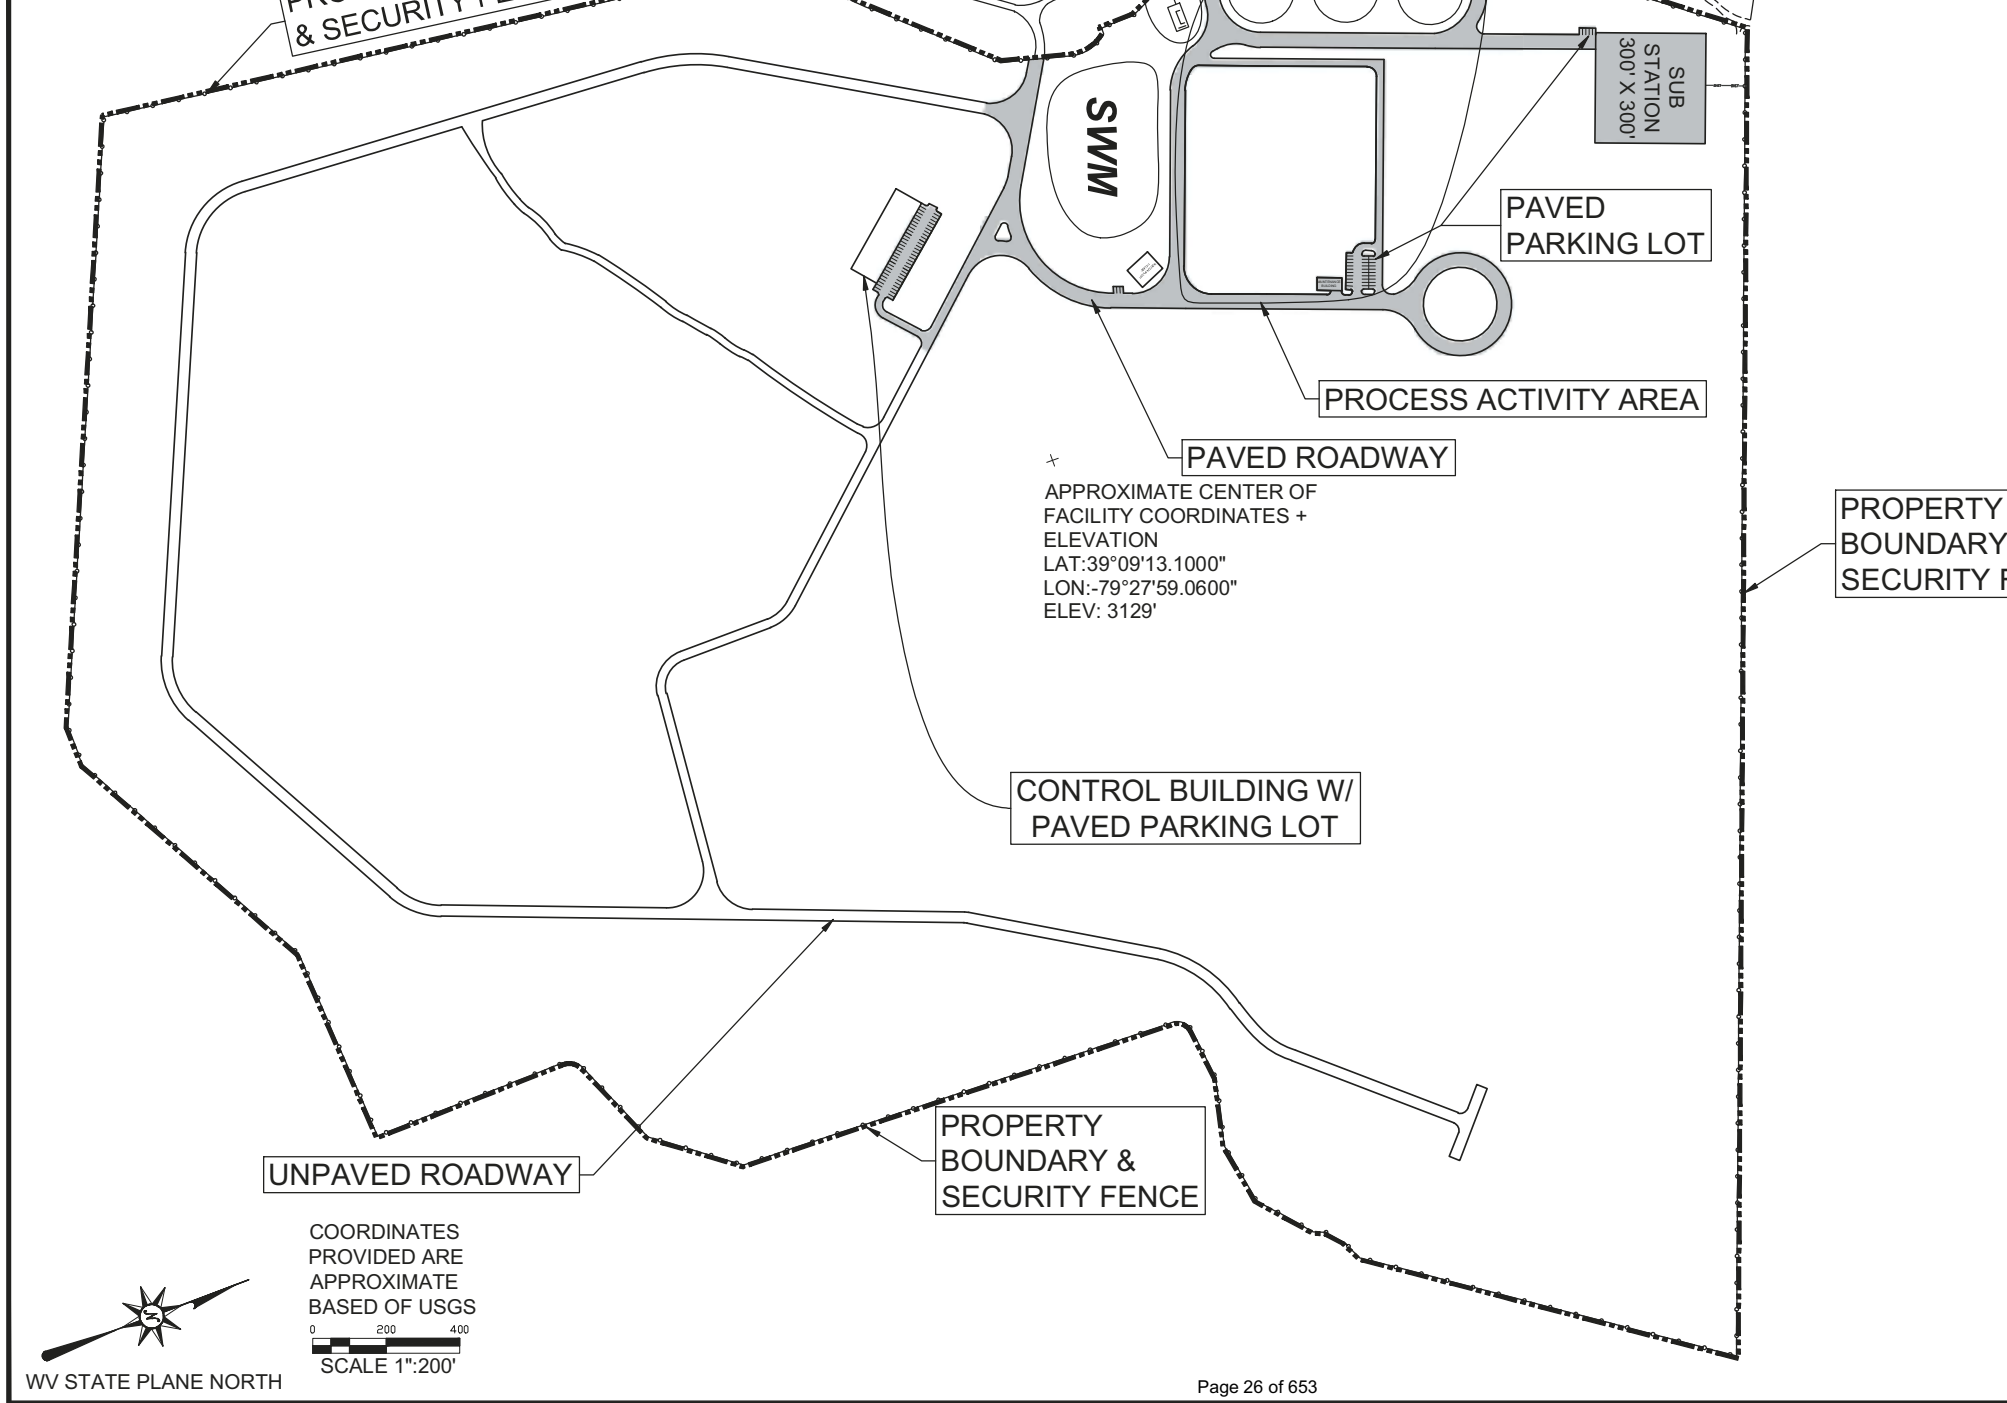 & SECURITY
SWM
SUB
STATION
300' X 300'
PAVED
PARKING LOT
PROCESS ACTIVITY AREA
PAVED ROADWAY
APPROXIMATE CENTER OF
FACILITY COORDINATES +
ELEVATION
LAT:39°09'13.1000"
LON:-79°27'59.0600"
ELEV: 3129'
PROPERTY
BOUNDARY
SECURITY
CONTROL BUILDING W/
PAVED PARKING LOT
UNPAVED ROADWAY
PROPERTY
BOUNDARY &
SECURITY FENCE
COORDINATES
PROVIDED ARE
APPROXIMATE
BASED OF USGS
0 200 400
SCALE 1":200'
N
WV STATE PLANE NORTH
Page 26 of 653